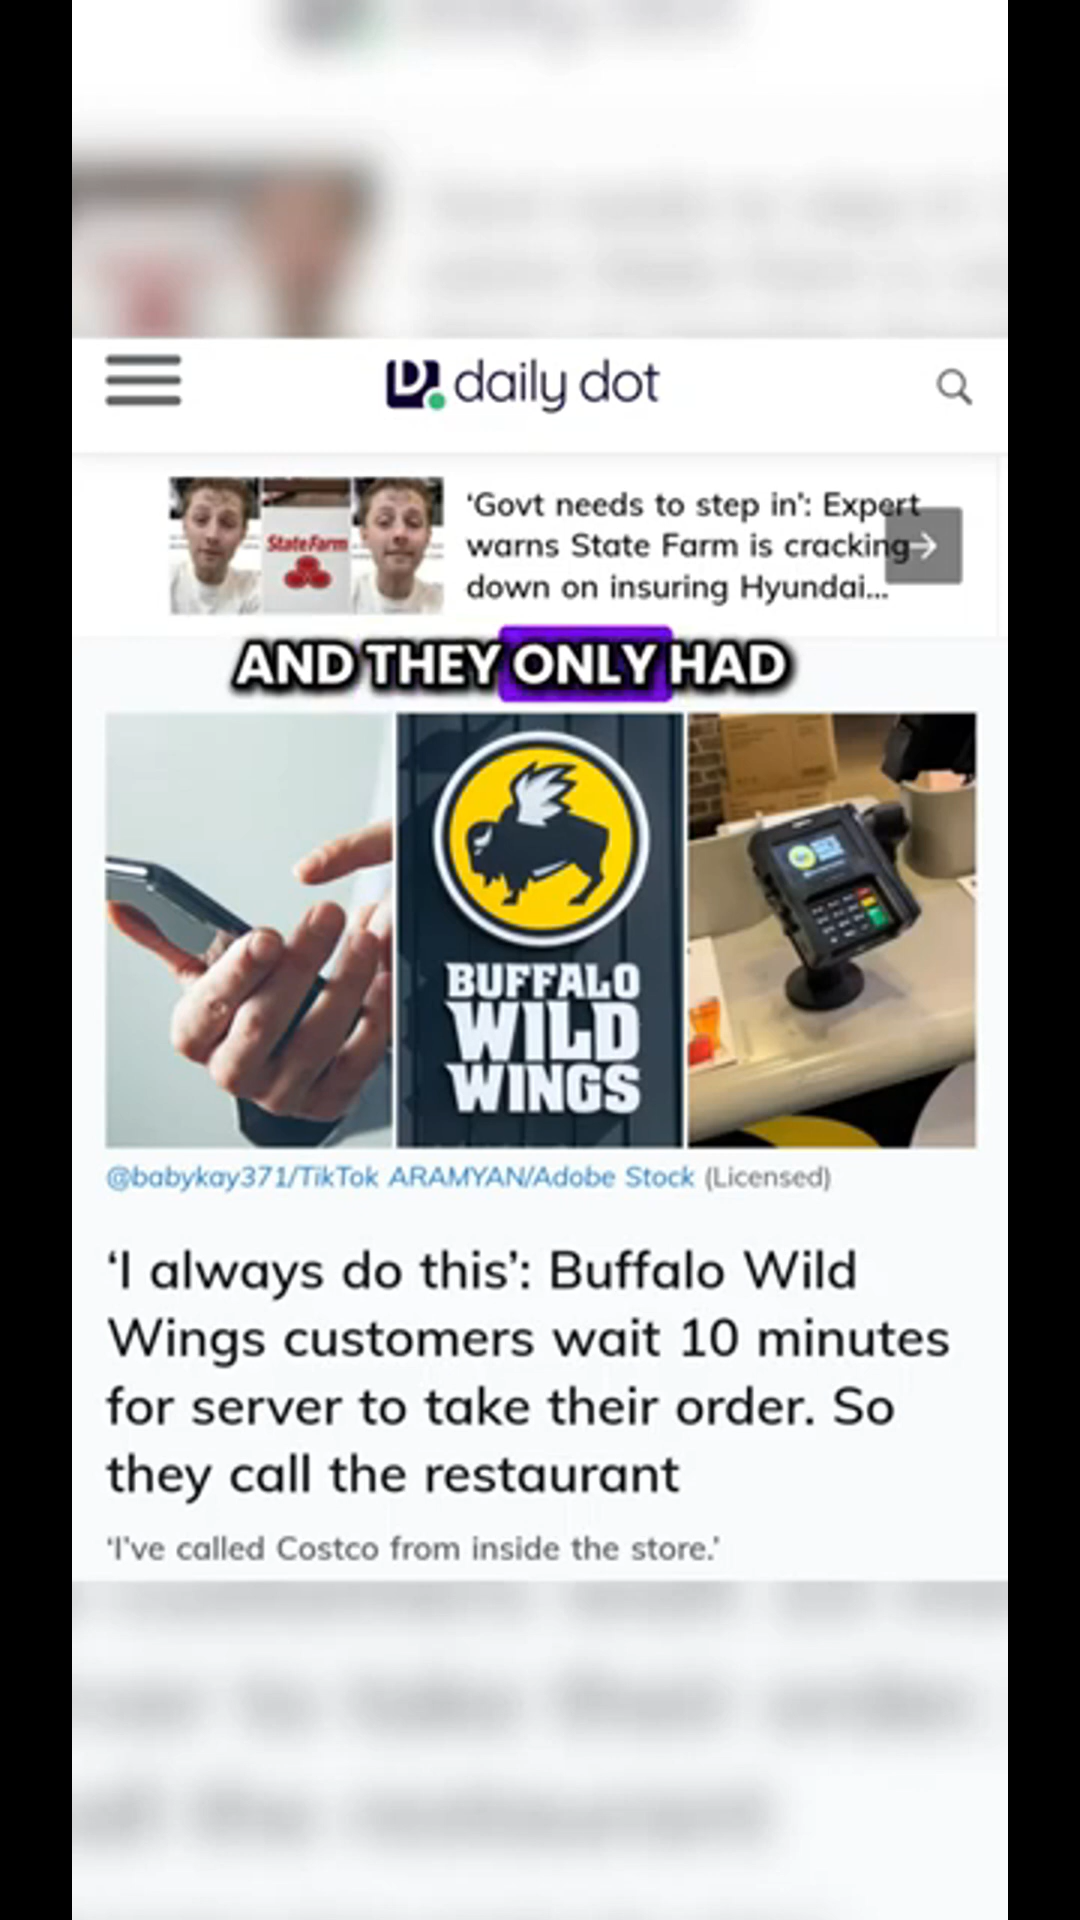 daily dot
‘Govt needs to step in’: Expert
warns State Farm is cracking
down on insuring Hyundai...
StateFarm
AND THEY ONLY HAD
BUFFALO
WILD
WINGS
@babykay371/TikTok ARAMYAN/Adobe Stock (Licensed)
‘I always do this’: Buffalo Wild
Wings customers wait 10 minutes
for server to take their order. So
they call the restaurant
‘I’ve called Costco from inside the store.’